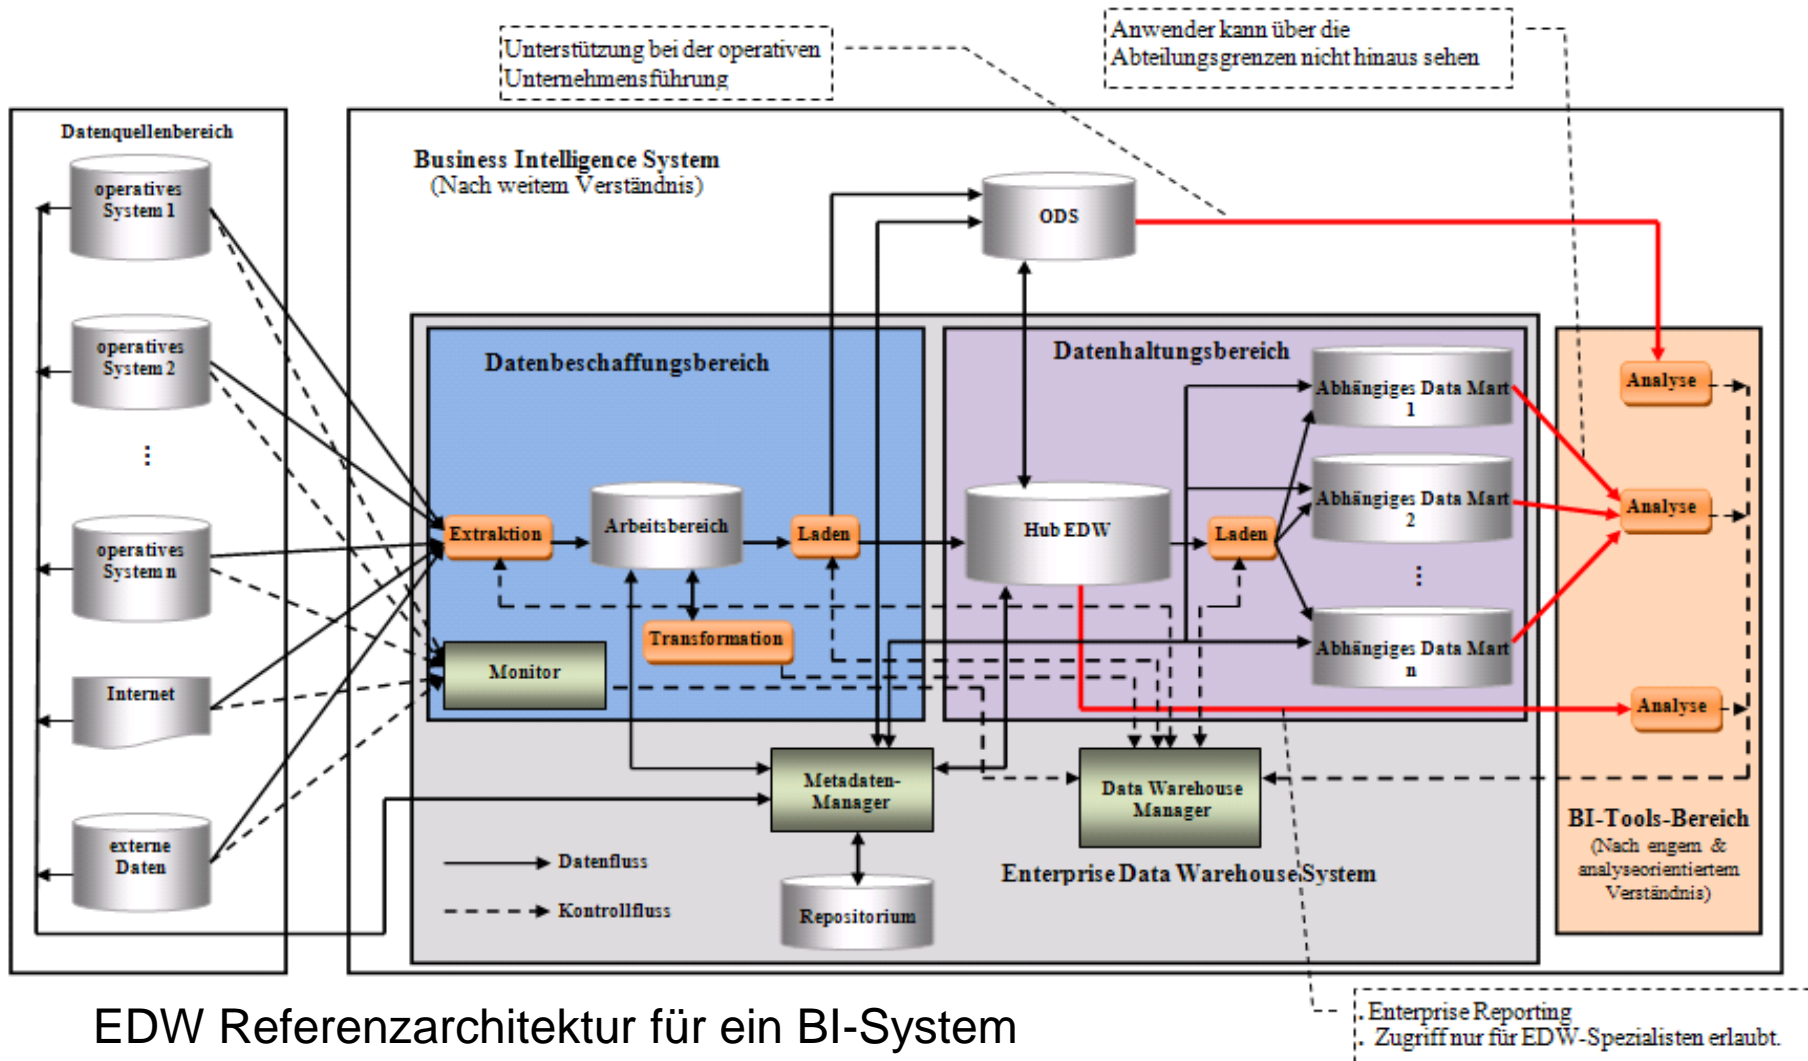 Unterstützung bei der operativen
Unternehmensführung
Anwender kann über die
Abteilungsgrenzen nicht hinaus sehen
Datenquellenbereich
operatives
System 1
operatives
System 2
...
operatives
System n
Internet
externe
Daten
Business Intelligence System
(Nach weitem Verständnis)
ODS
Datenbeschaffungsbereich
Extraktion
Arbeitsbereich
Laden
Transformation
Monitor
Datenhaltungsbereich
Hub EDW
Laden
Abhängiges Data Mart
1
Abhängiges Data Mart
2
...
Abhängiges Data Mart
n
Analyse
Analyse
Analyse
BI-Tools-Bereich
(Nach engem &
analyseorientiertem
Verständnis)
Metadaten-
Manager
Data Warehouse
Manager
Enterprise Data Warehouse System
Repositorium
Datenfluss
Kontrollfluss
. Enterprise Reporting
. Zugriff nur für EDW-Spezialisten erlaubt.
EDW Referenzarchitektur für ein BI-System